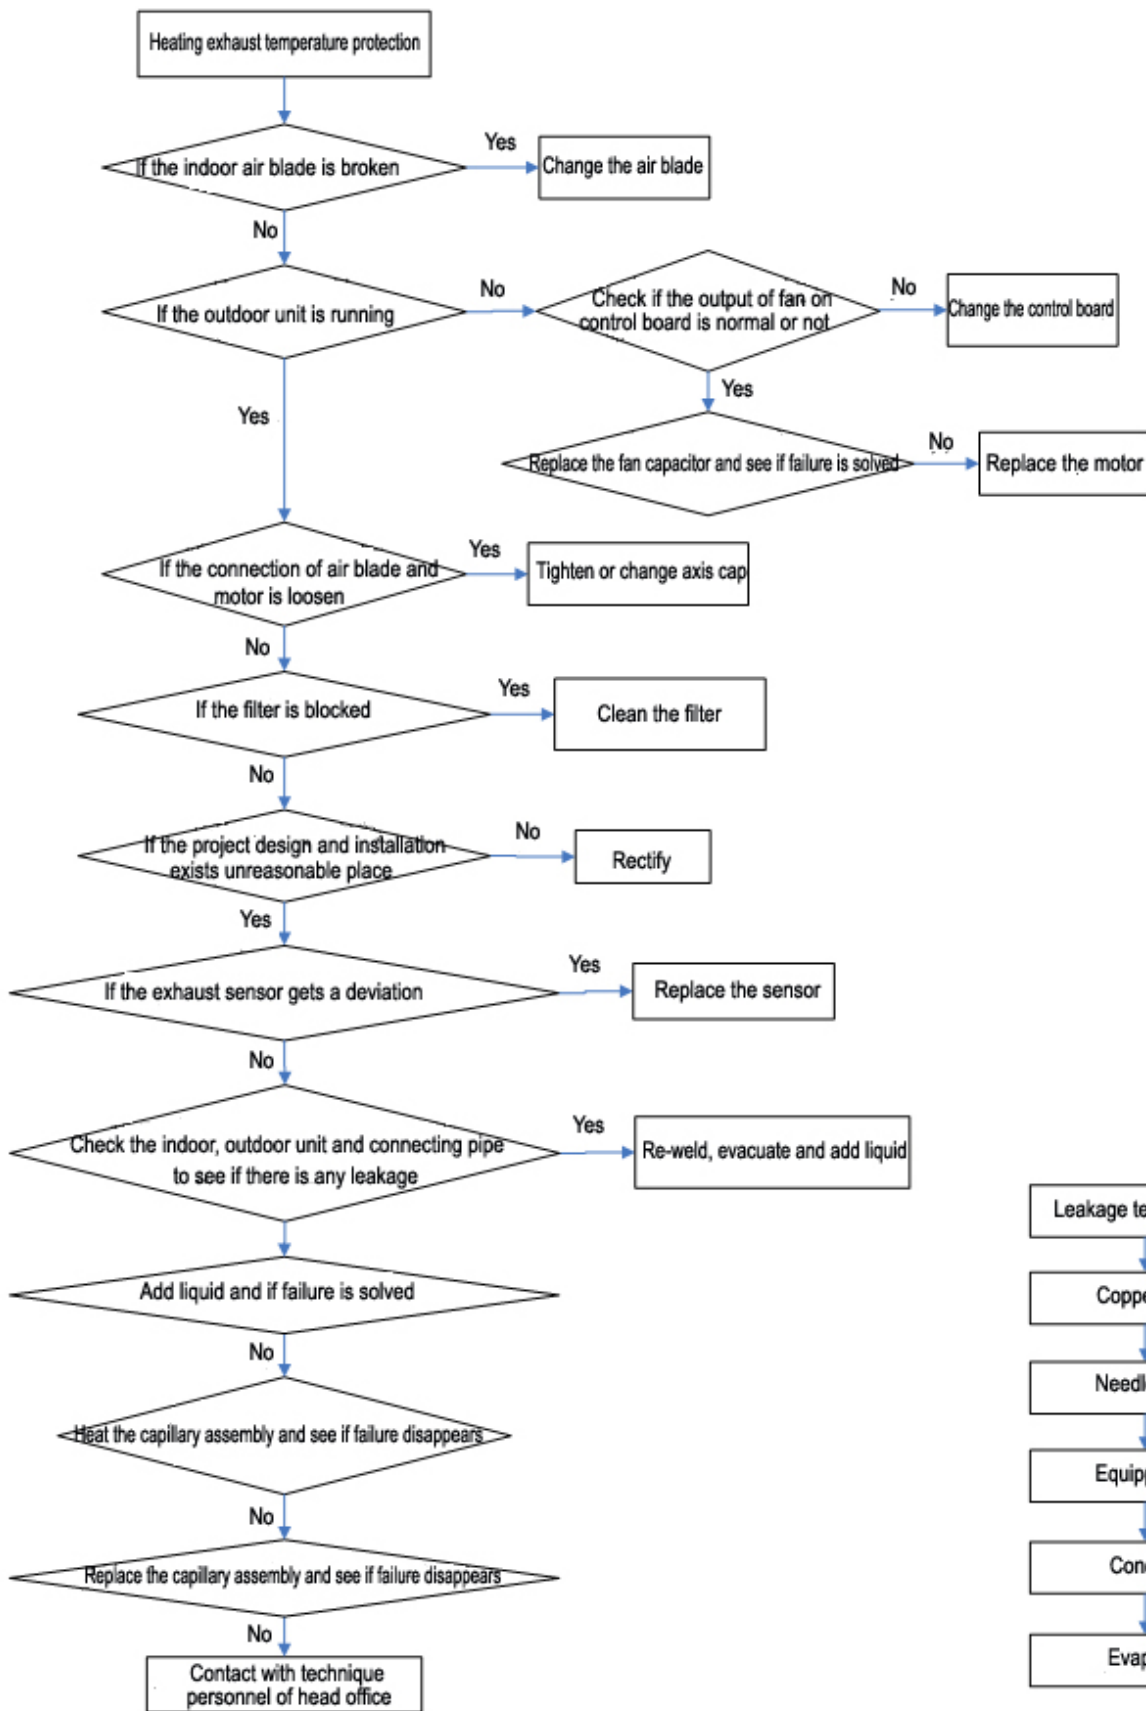 Heating exhaust temperature protection
If the indoor air blade is broken
Yes
Change the air blade
No
If the outdoor unit is running
No
Check if the output of fan on
control board is normal or not
No
Change the control board
Yes
Yes
Replace the fan capacitor and see if failure is solved
No
Replace the motor
If the connection of air blade and
motor is loosen
Yes
Tighten or change axis cap
No
If the filter is blocked
Yes
Clean the filter
No
If the project design and installation
exists unreasonable place
No
Rectify
Yes
If the exhaust sensor gets a deviation
Yes
Replace the sensor
No
Check the indoor, outdoor unit and connecting pipe
to see if there is any leakage
Yes
Re-weld, evacuate and add liquid
Add liquid and if failure is solved
No
Heat the capillary assembly and see if failure disappears
No
Replace the capillary assembly and see if failure disappears
No
Contact with technique
personnel of head office
Leakage te
Coppe
Needl
Equip
Con
Evap